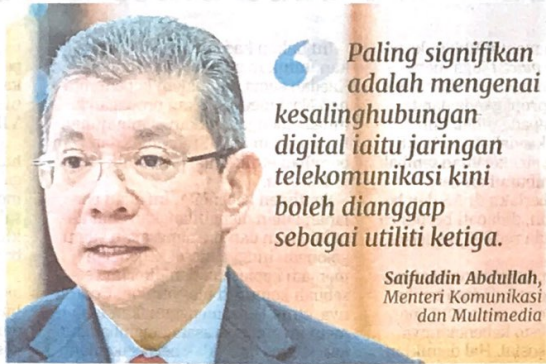 Paling signifikan
adalah mengenai
kesalinghubungan
digital iaitu jaringan
telekomunikasi kini
boleh dianggap
sebagai utiliti ketiga.
Saifuddin Abdullah,
Menteri Komunikasi
dan Multimedia